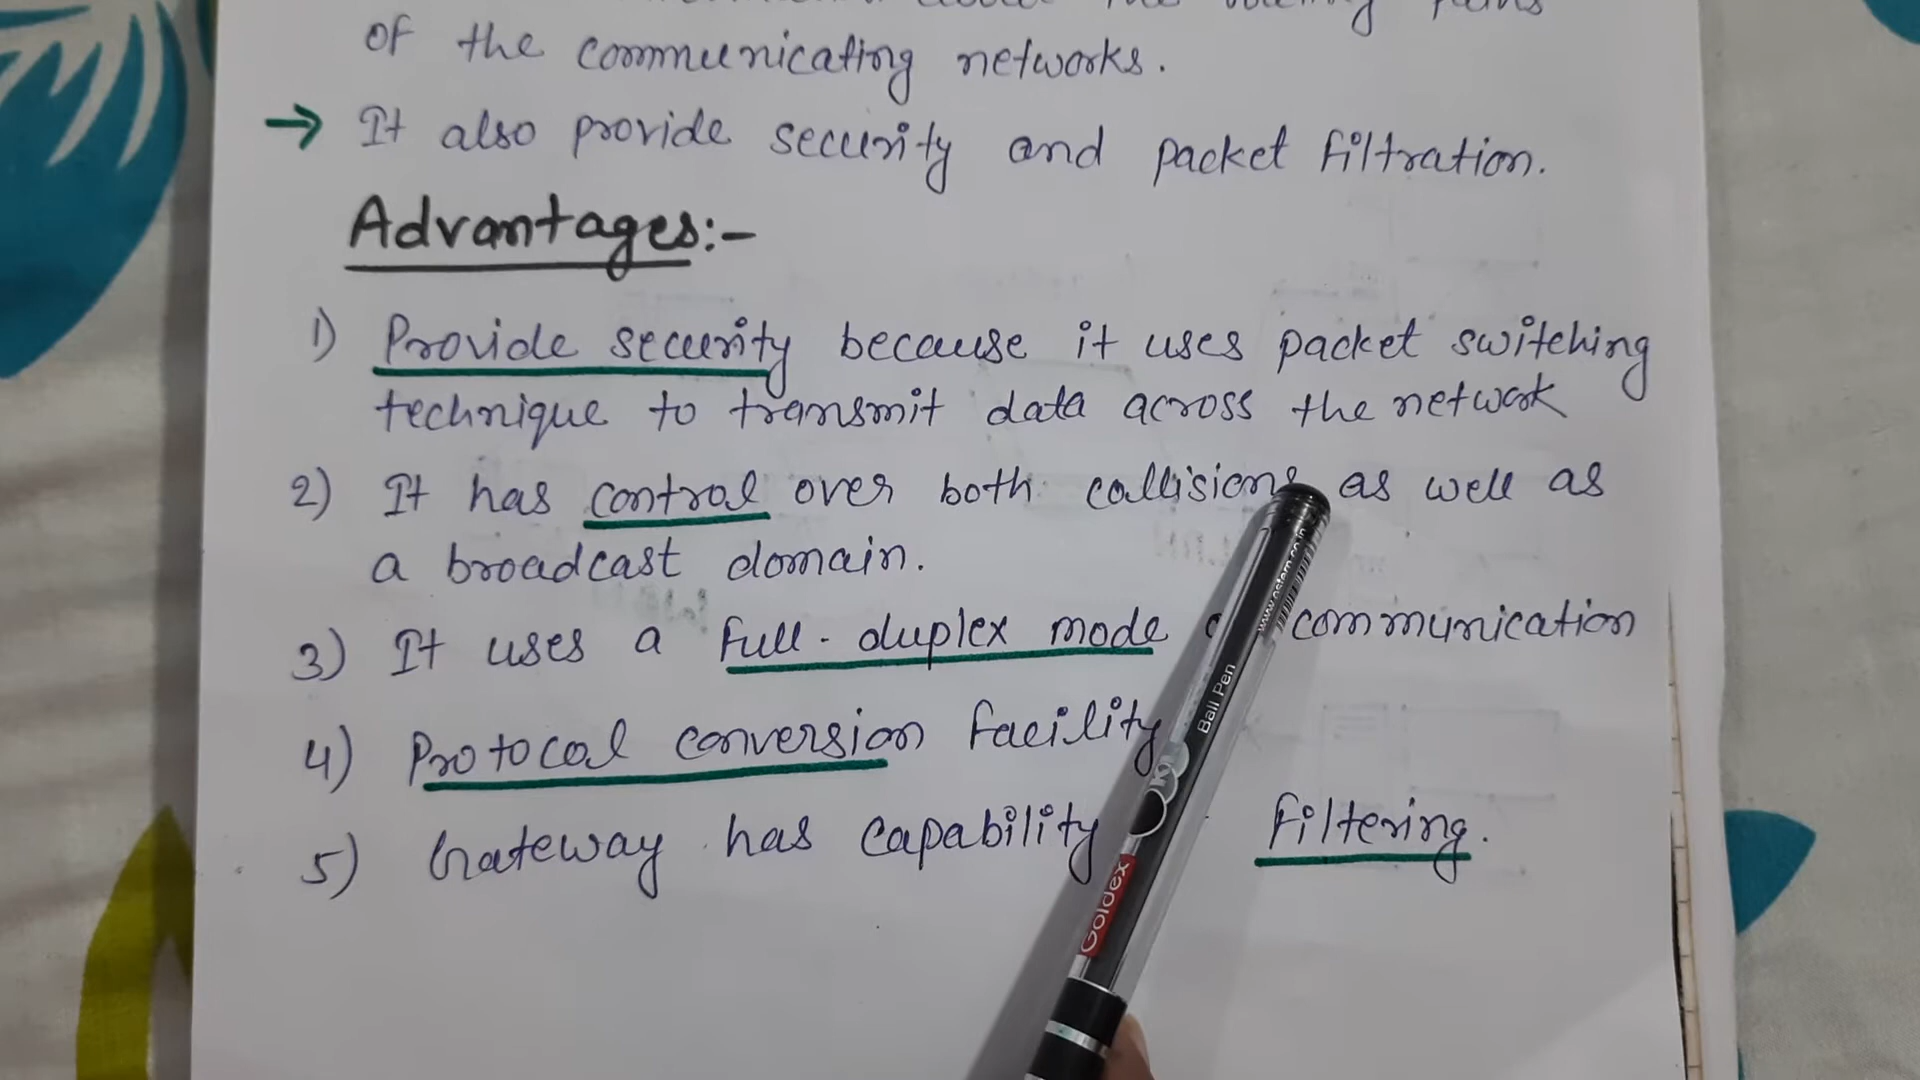 of the communicating networks.
→ It also provide security and packet filtration.
Advantages:-
1) Provide security because it uses packet switching
technique to transmit data across the network
2) It has control over both collisions as well as
a broadcast domain.
3) It uses a full-duplex mode communication
4) Protocol conversion facility
5) Gateway has capability filtering.
Ball Pen
Goldex